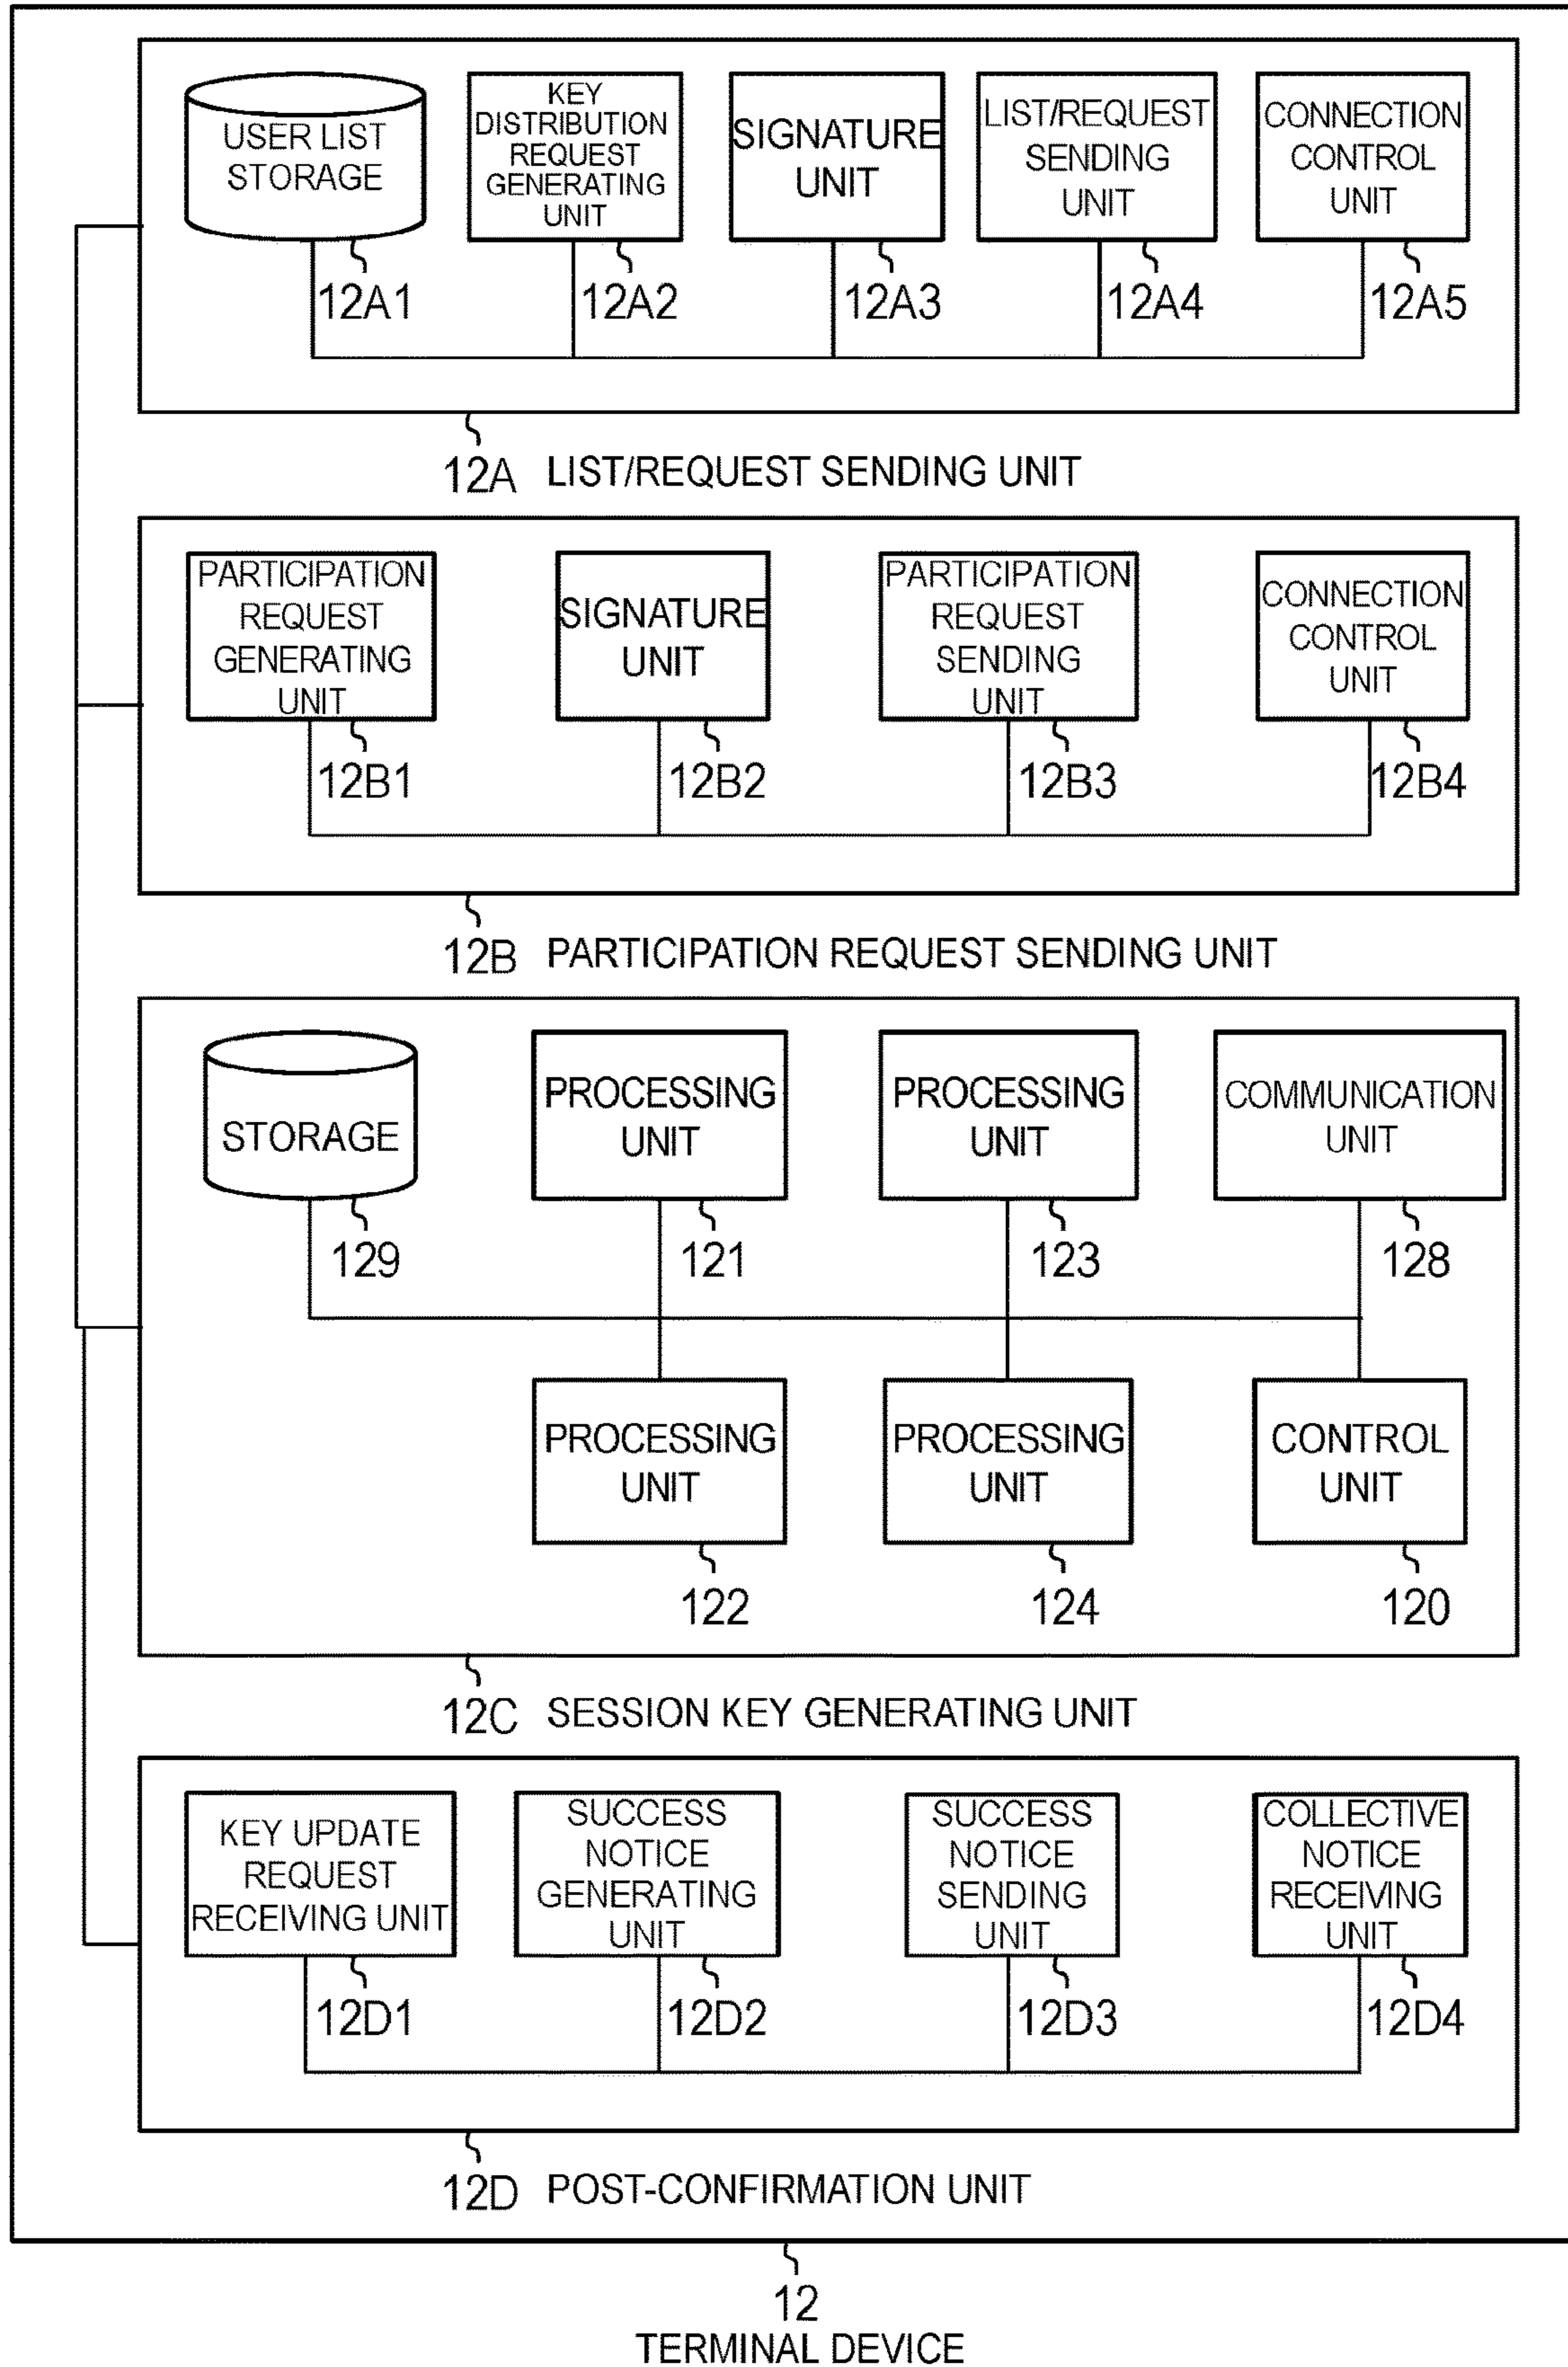 USER LIST
STORAGE
12A1
KEY
DISTRIBUTION
REQUEST
GENERATING
UNIT
12A2
SIGNATURE
UNIT
12A3
LIST/REQUEST
SENDING
UNIT
12A4
CONNECTION
CONTROL
UNIT
12A5
12A LIST/REQUEST SENDING UNIT
PARTICIPATION
REQUEST
GENERATING
UNIT
12B1
SIGNATURE
UNIT
12B2
PARTICIPATION
REQUEST
SENDING
UNIT
12B3
CONNECTION
CONTROL
UNIT
12B4
12B PARTICIPATION REQUEST SENDING UNIT
STORAGE
129
PROCESSING
UNIT
121
PROCESSING
UNIT
123
COMMUNICATION
UNIT
128
PROCESSING
UNIT
122
PROCESSING
UNIT
124
CONTROL
UNIT
120
12C SESSION KEY GENERATING UNIT
KEY UPDATE
REQUEST
RECEIVING UNIT
12D1
SUCCESS
NOTICE
GENERATING
UNIT
12D2
SUCCESS
NOTICE
SENDING
UNIT
12D3
COLLECTIVE
NOTICE
RECEIVING
UNIT
12D4
12D POST-CONFIRMATION UNIT
12
TERMINAL DEVICE